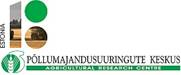 ESTONIA
PÕLLUMAJANDUSUURINGUTE KESKUS
AGRICULTURAL RESEARCH CENTRE